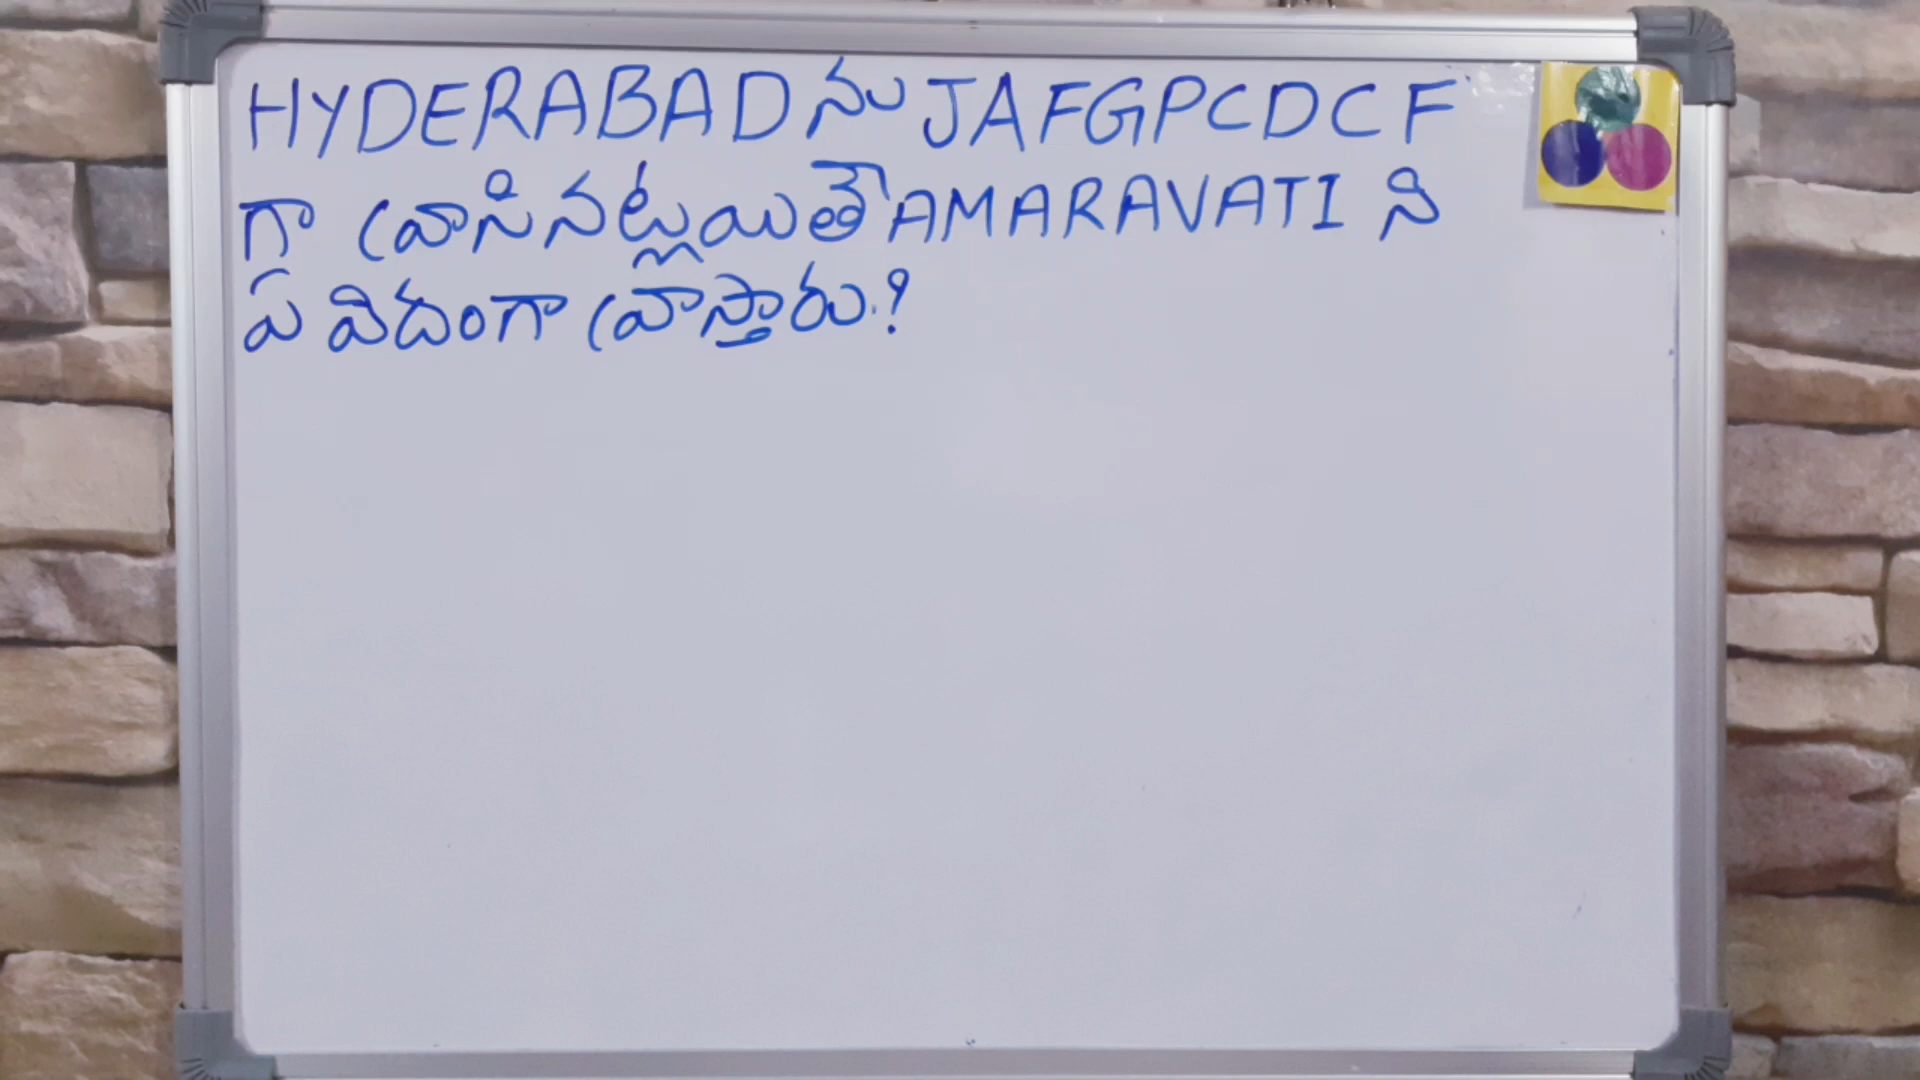 HYDERABAD ను JAFGPCDCF
గా వ్రాసినట్లయితే AMARAVATI ని
ఏ విదంగా వ్రాస్తారు.?